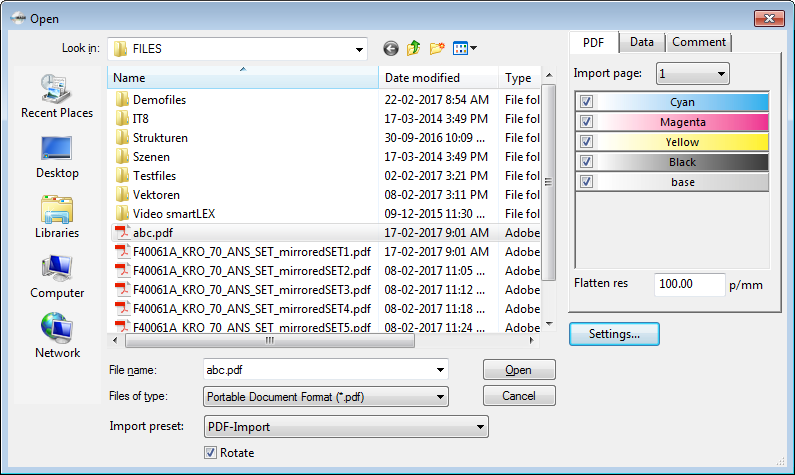 Open
Look in: FILES
Recent Places
Desktop
Libraries
Computer
Network
Name Date modified Type
Demofiles 22-02-2017 8:54 AM File fol
IT8 17-03-2014 3:49 PM File fol
Strukturen 30-09-2016 10:09 ... File fol
Szenen 17-03-2014 3:49 PM File fol
Testfiles 02-02-2017 3:21 PM File fol
Vektoren 08-02-2017 3:11 PM File fol
Video smartLEX 09-12-2015 11:30 ... File fol
abc.pdf 17-02-2017 9:01 AM Adobe
F40061A_KRO_70_ANS_SET_mirroredSET1.pdf 17-02-2017 9:01 AM Adobe
F40061A_KRO_70_ANS_SET_mirroredSET2.pdf 08-02-2017 11:05 ... Adobe
F40061A_KRO_70_ANS_SET_mirroredSET3.pdf 08-02-2017 11:12 ... Adobe
F40061A_KRO_70_ANS_SET_mirroredSET4.pdf 08-02-2017 11:18 ... Adobe
F40061A_KRO_70_ANS_SET_mirroredSET5.pdf 08-02-2017 11:24 ... Adobe
File name: abc.pdf Open
Files of type: Portable Document Format (*.pdf) Cancel
Import preset: PDF-Import
Rotate
PDF Data Comment
Import page: 1
Cyan
Magenta
Yellow
Black
base
Flatten res 100.00 p/mm
Settings...